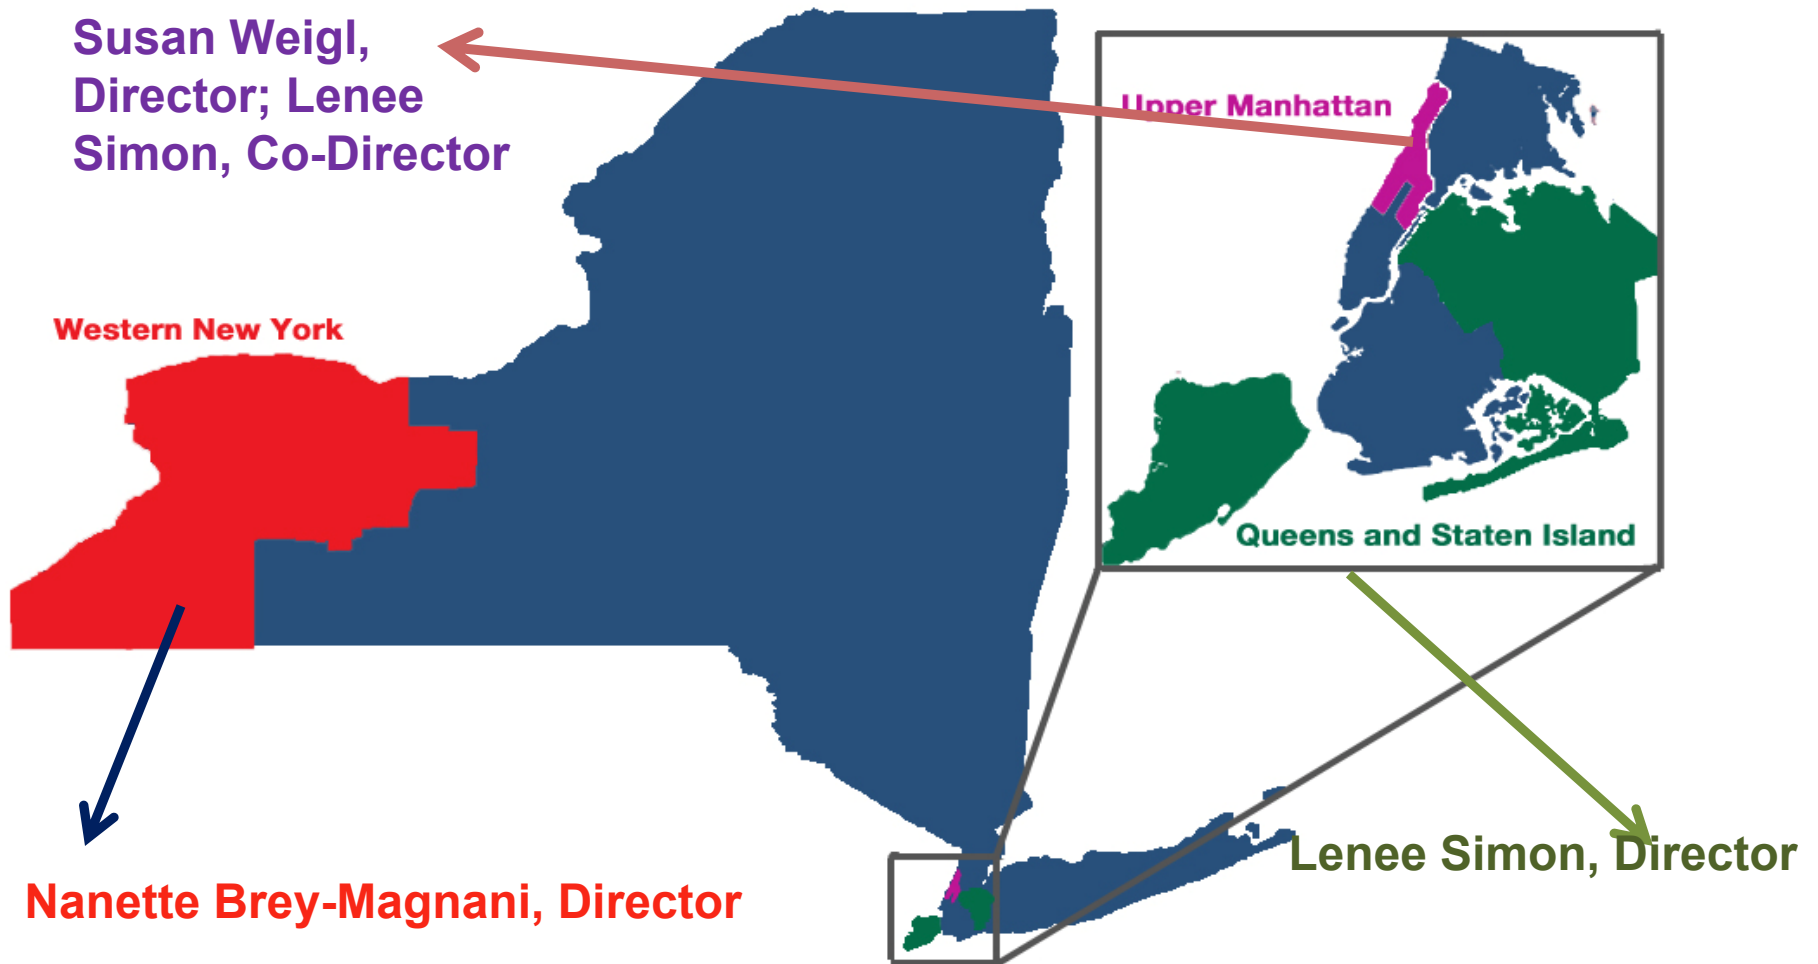 Susan Weigl,
Director; Lenee
Simon, Co-Director
Upper Manhattan
Western New York
Queens and Staten Island
Lenee Simon, Director
Nanette Brey-Magnani, Director